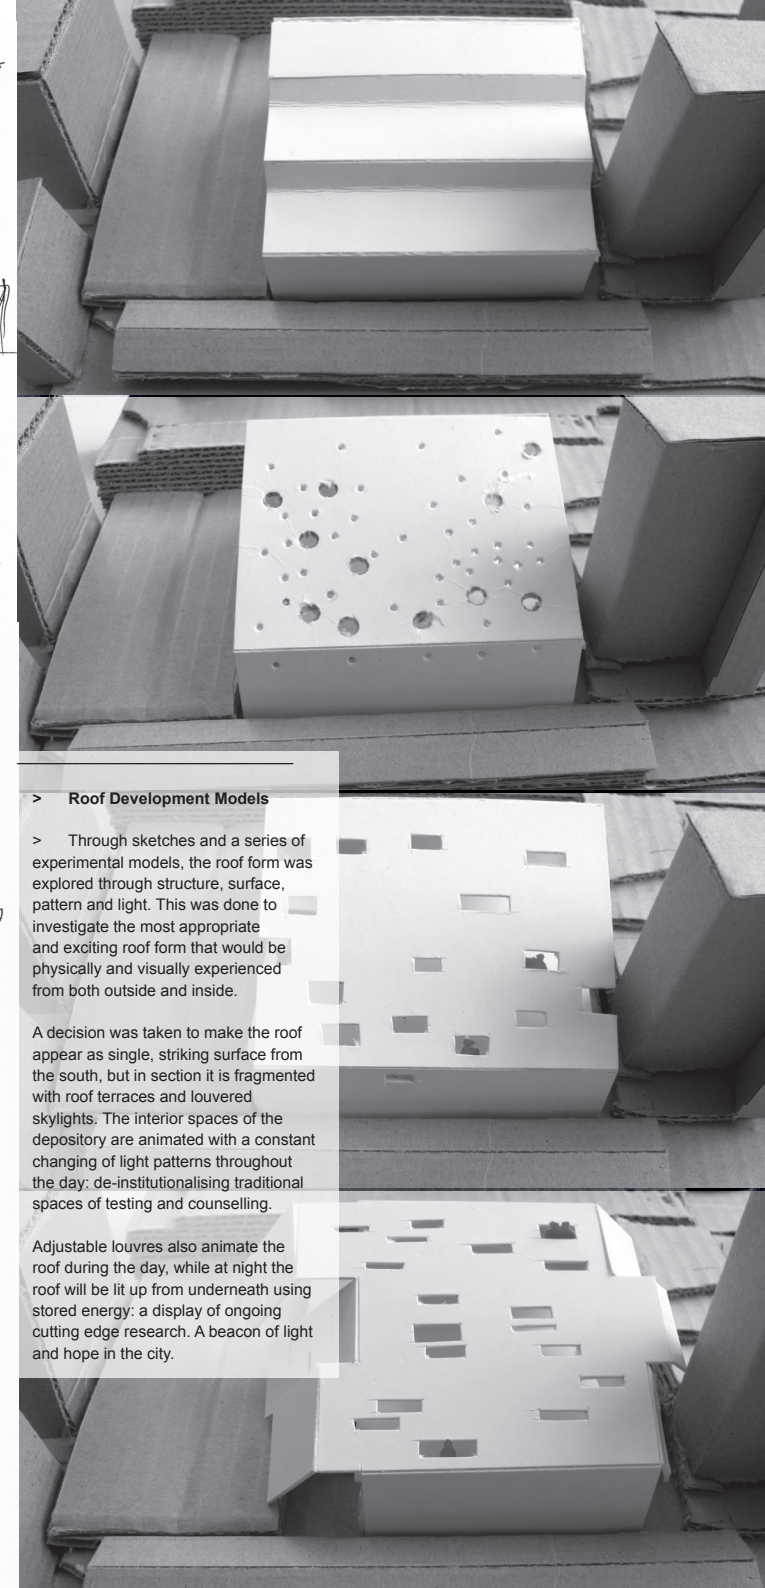 > Roof Development Models
> Through sketches and a series of
experimental models, the roof form was
explored through structure, surface,
pattern and light. This was done to
investigate the most appropriate
and exciting roof form that would be
physically and visually experienced
from both outside and inside.
A decision was taken to make the roof
appear as single, striking surface from
the south, but in section it is fragmented
with roof terraces and louvered
skylights. The interior spaces of the
depository are animated with a constant
changing of light patterns throughout
the day: de-institutionalising traditional
spaces of testing and counselling.
Adjustable louvres also animate the
roof during the day, while at night the
roof will be lit up from underneath using
stored energy: a display of ongoing
cutting edge research. A beacon of light
and hope in the city.